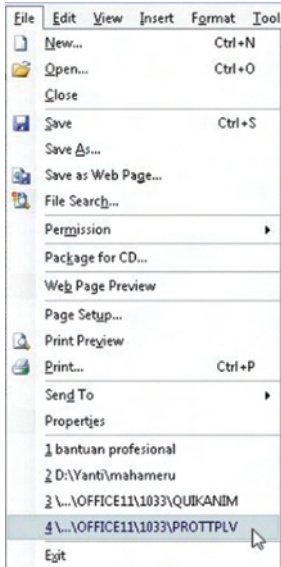 File Edit View Insert Format Tool
New... Ctrl+N
Open... Ctrl+O
Close
Save Ctrl+S
Save As...
Save as Web Page...
File Search...
Permission
Package for CD...
Web Page Preview
Page Setup...
Print Preview
Print... Ctrl+P
Send To
Properties
1 bantuan profesional
2 D:\Yanti\mahameru
3 \...\OFFICE11\1033\QUIKANIM
4 \...\OFFICE11\1033\PROTTPLV
Exit